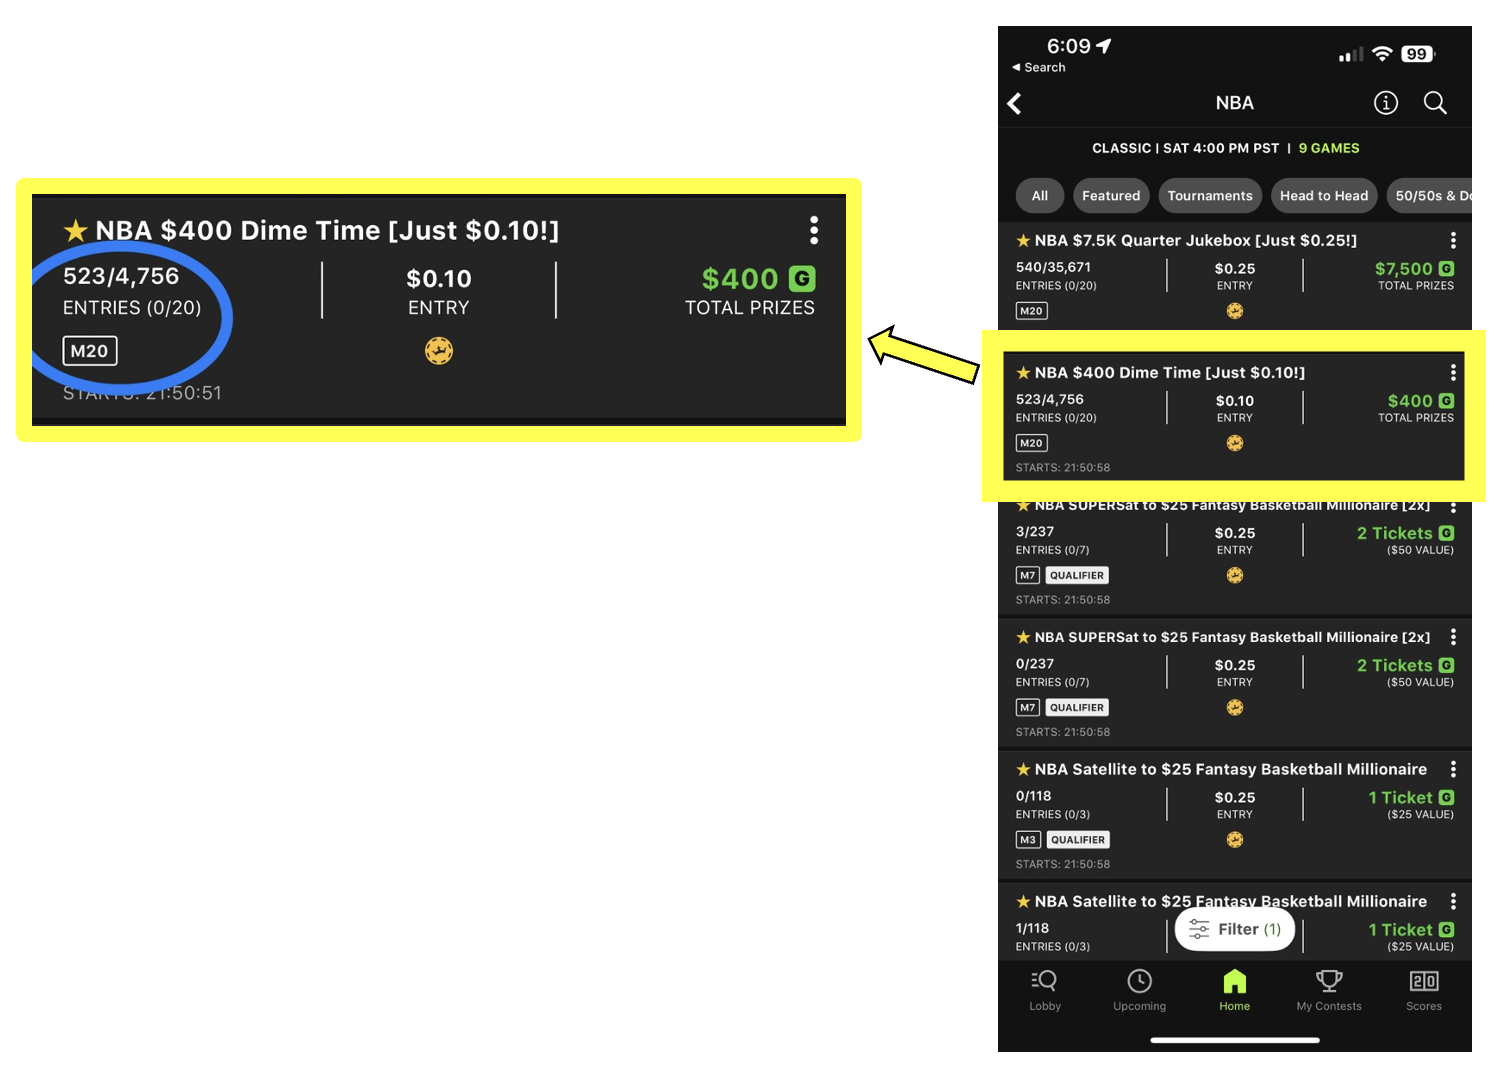 ★ NBA $400 Dime Time [Just $0.10!]
523/4,756 $0.10 $400 G
ENTRIES (0/20) ENTRY TOTAL PRIZES
M20
STARTS: 21:50:51
6:09 99
◀ Search
NBA
CLASSIC | SAT 4:00 PM PST | 9 GAMES
All Featured Tournaments Head to Head 50/50s & Do
★ NBA $7.5K Quarter Jukebox [Just $0.25!]
540/35,671 $0.25 $7,500 G
ENTRIES (0/20) ENTRY TOTAL PRIZES
M20
★ NBA $400 Dime Time [Just $0.10!]
523/4,756 $0.10 $400 G
ENTRIES (0/20) ENTRY TOTAL PRIZES
M20
STARTS: 21:50:58
★ NBA SUPERSat to $25 Fantasy Basketball Millionaire [2x]
3/237 $0.25 2 Tickets G
ENTRIES (0/7) ENTRY ($50 VALUE)
M7 QUALIFIER
STARTS: 21:50:58
★ NBA SUPERSat to $25 Fantasy Basketball Millionaire [2x]
0/237 $0.25 2 Tickets G
ENTRIES (0/7) ENTRY ($50 VALUE)
M7 QUALIFIER
STARTS: 21:50:58
★ NBA Satellite to $25 Fantasy Basketball Millionaire
0/118 $0.25 1 Ticket G
ENTRIES (0/3) ENTRY ($25 VALUE)
M3 QUALIFIER
STARTS: 21:50:58
★ NBA Satellite to $25 Fantasy Basketball Millionaire
1/118 Filter (1) 1 Ticket G
ENTRIES (0/3) ($25 VALUE)
20
Lobby Upcoming Home My Contests Scores